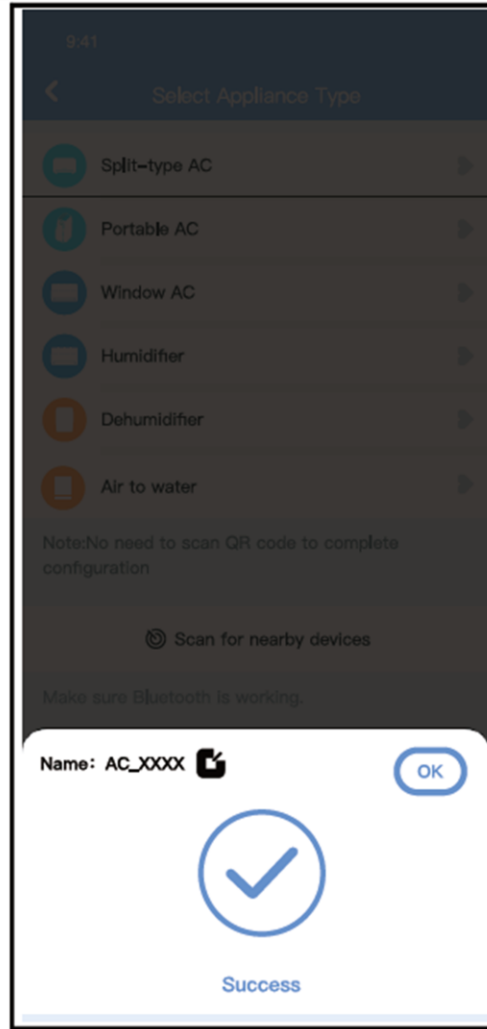 9:41
Select Appliance Type
Split-type AC
Portable AC
Window AC
Humidifier
Dehumidifier
Air to water
Note:No need to scan QR code to complete
configuration
Scan for nearby devices
Make sure Bluetooth is working.
Name: AC_XXXX
OK
Success